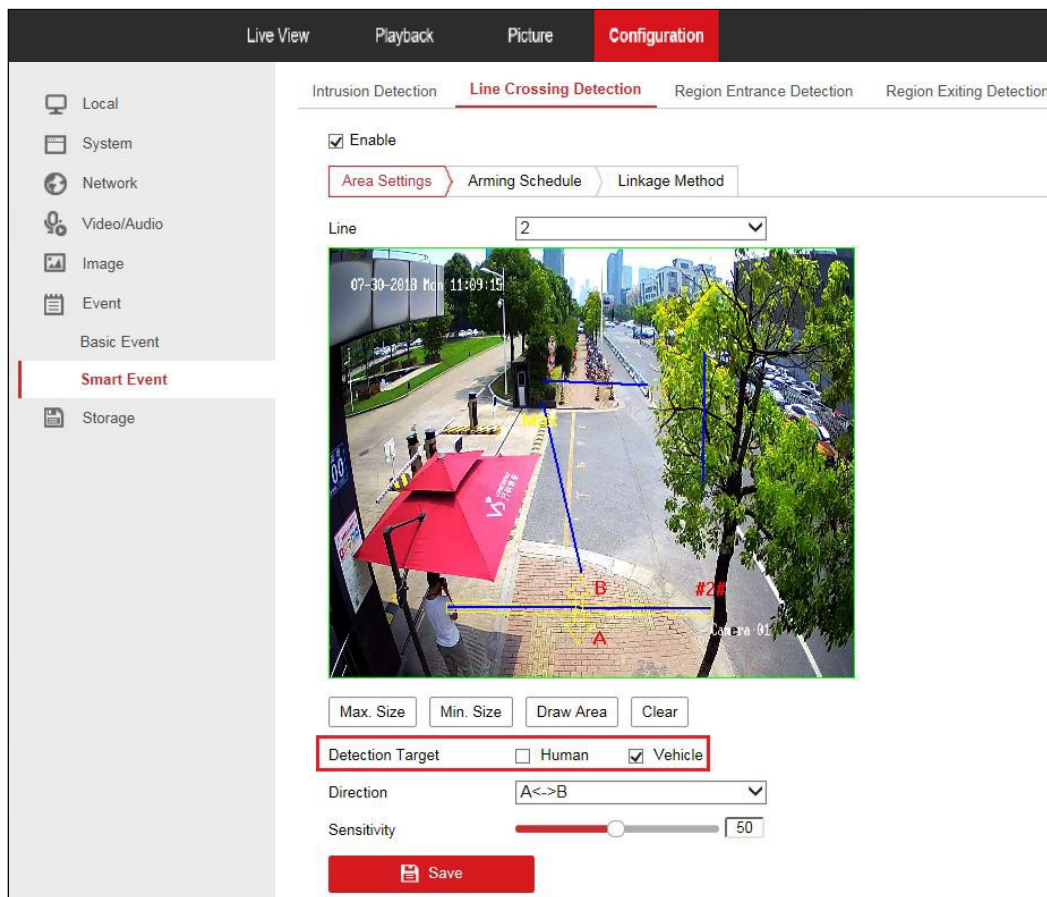 Live View Playback Picture Configuration
Intrusion Detection Line Crossing Detection Region Entrance Detection Region Exiting Detection
Local
System
Network
Video/Audio
Image
Event
Basic Event
Smart Event
Storage
Enable
Area Settings Arming Schedule Linkage Method
Line 2
07-30-2018 Mon 11:09:15
Max
B #2#
A
Camera 01
Max. Size Min. Size Draw Area Clear
Detection Target Human Vehicle
Direction A<->B
Sensitivity 50
Save